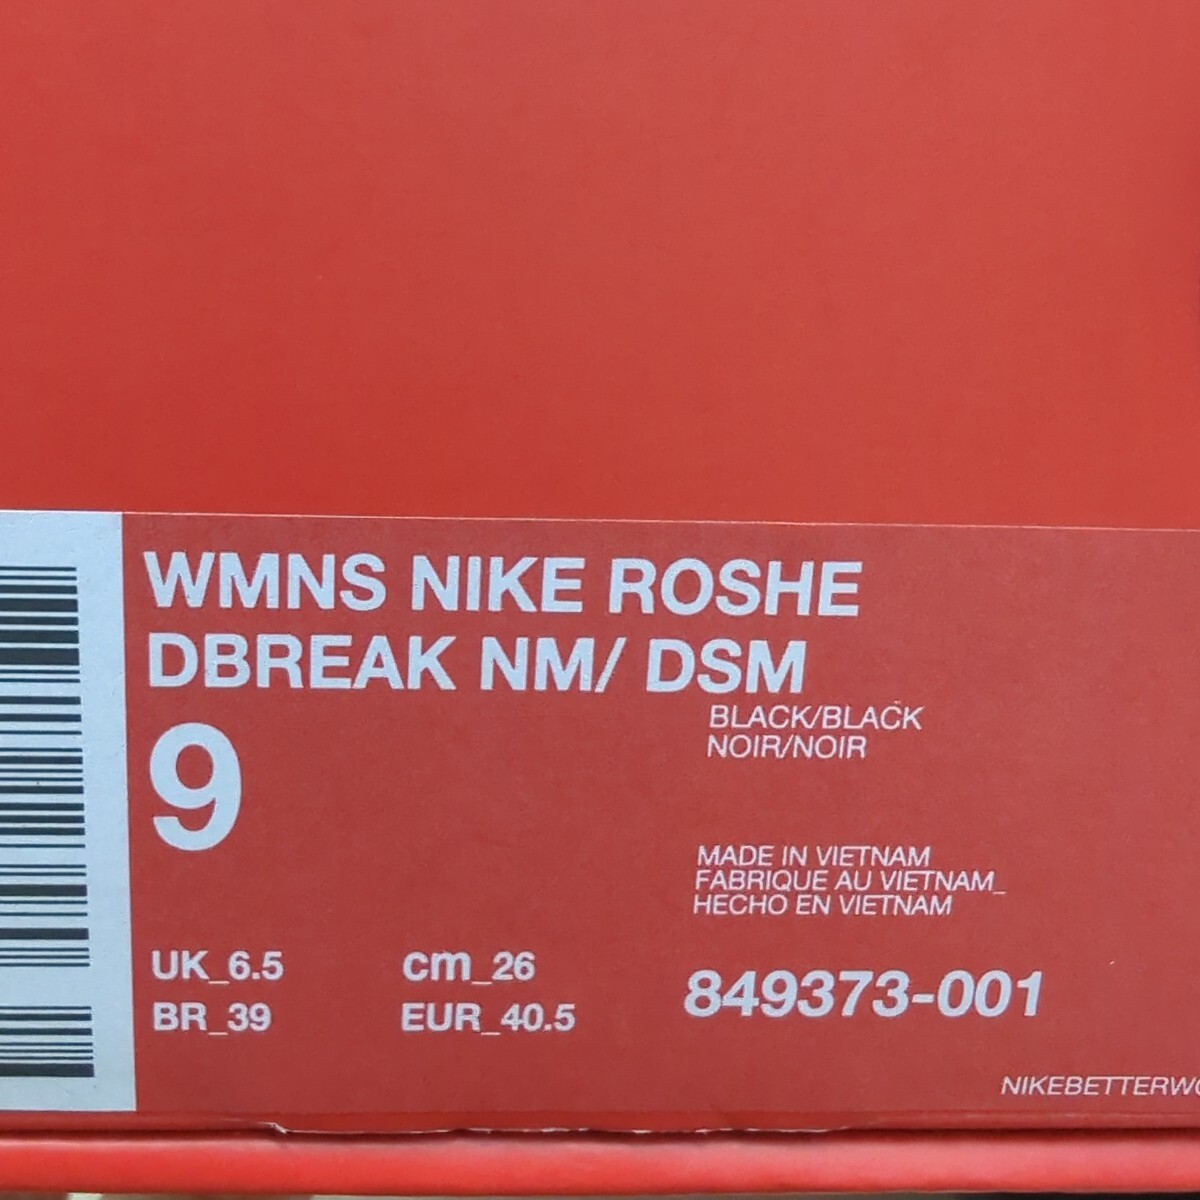 WMNS NIKE ROSHE
DBREAK NM/ DSM
BLACK/BLACK
NOIR/NOIR
9
MADE IN VIETNAM
FABRIQUE AU VIETNAM_
HECHO EN VIETNAM
UK_6.5 cm_26
BR_39 EUR_40.5
849373-001